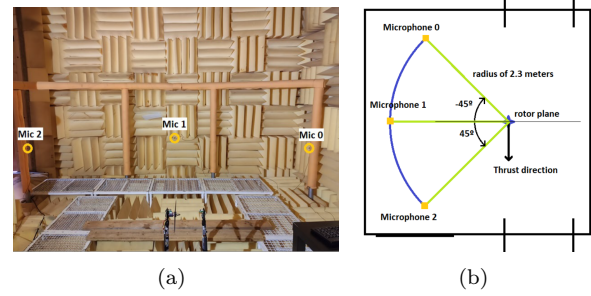 Mic 2
Mic 1
Mic 0
(a)
Microphone 0
radius of 2.3 meters
-45º
Microphone 1
rotor plane
45º
Thrust direction
Microphone 2
(b)